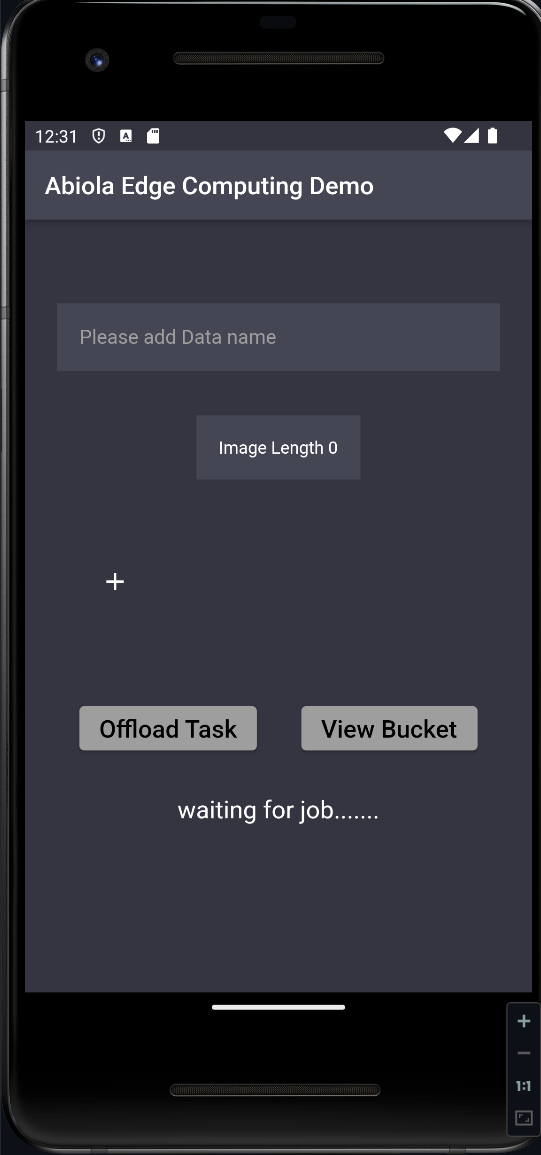 12:31
Abiola Edge Computing Demo
Please add Data name
Image Length 0
+
Offload Task
View Bucket
waiting for job.......
1:1